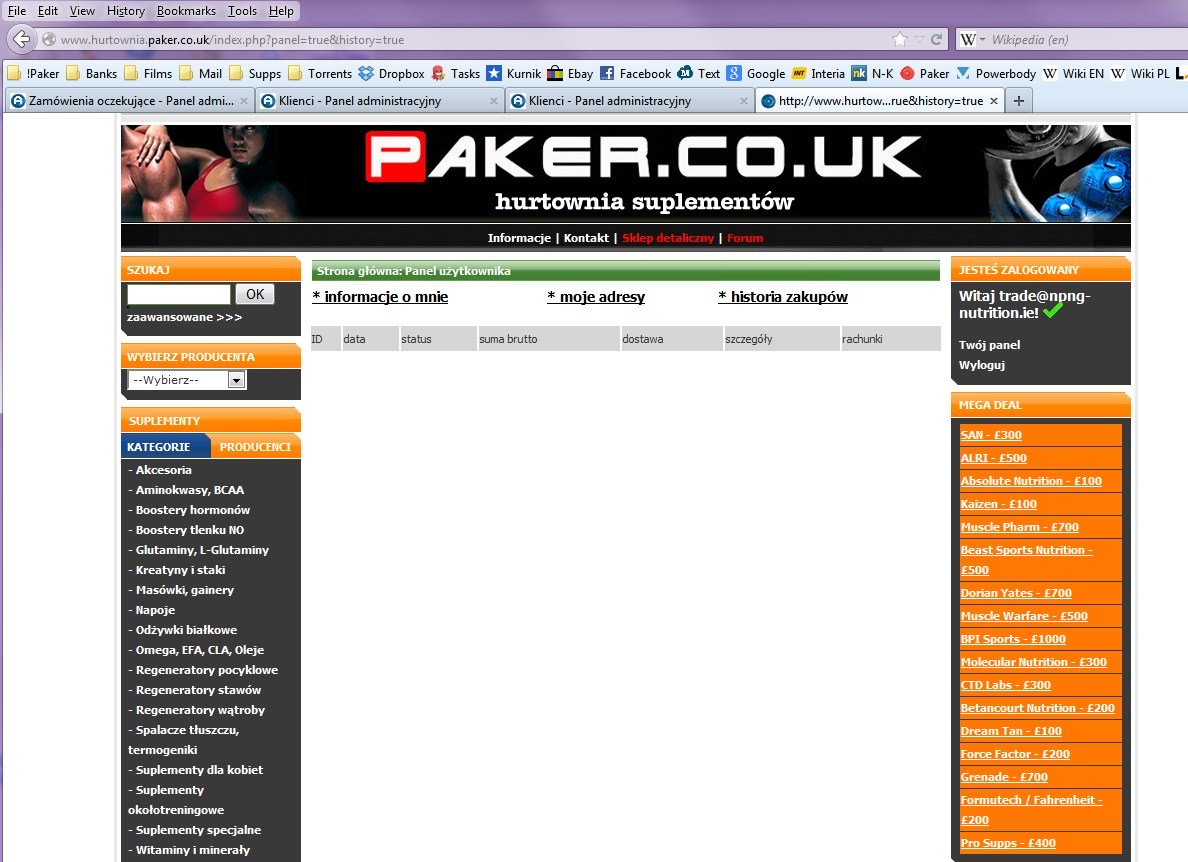 File Edit View History Bookmarks Tools Help
www.hurtownia.paker.co.uk/index.php?panel=true&history=true
Wikipedia (en)
!Paker Banks Films Mail Supps Torrents Dropbox Tasks Kurnik Ebay Facebook Text Google Interia N-K Paker Powerbody Wiki EN Wiki PL
Zamówienia oczekujące - Panel admi...
Klienci - Panel administracyjny
Klienci - Panel administracyjny
http://www.hurtow...rue&history=true
PAKER.CO.UK
hurtownia suplementów
Informacje | Kontakt | Sklep detaliczny | Forum
SZUKAJ
OK
zaawansowane >>>
WYBIERZ PRODUCENTA
--Wybierz--
SUPLEMENTY
KATEGORIE PRODUCENCI
- Akcesoria
- Aminokwasy, BCAA
- Boostery hormonów
- Boostery tlenku NO
- Glutaminy, L-Glutaminy
- Kreatyny i staki
- Masówki, gainery
- Napoje
- Odżywki białkowe
- Omega, EFA, CLA, Oleje
- Regeneratory pocyklowe
- Regeneratory stawów
- Regeneratory wątroby
- Spalacze tłuszczu,
termogeniki
- Suplementy dla kobiet
- Suplementy
okołotreningowe
- Suplementy specjalne
- Witaminy i minerały
Strona główna: Panel użytkownika
* informacje o mnie * moje adresy * historia zakupów
ID data status suma brutto dostawa szczegóły rachunki
JESTEŚ ZALOGOWANY
Witaj trade@npng-
nutrition.ie!
Twój panel
Wyloguj
MEGA DEAL
SAN - £300
ALRI - £500
Absolute Nutrition - £100
Kaizen - £100
Muscle Pharm - £700
Beast Sports Nutrition -
£500
Dorian Yates - £700
Muscle Warfare - £500
BPI Sports - £1000
Molecular Nutrition - £300
CTD Labs - £300
Betancourt Nutrition - £200
Dream Tan - £100
Force Factor - £200
Grenade - £700
Formutech / Fahrenheit -
£200
Pro Supps - £400